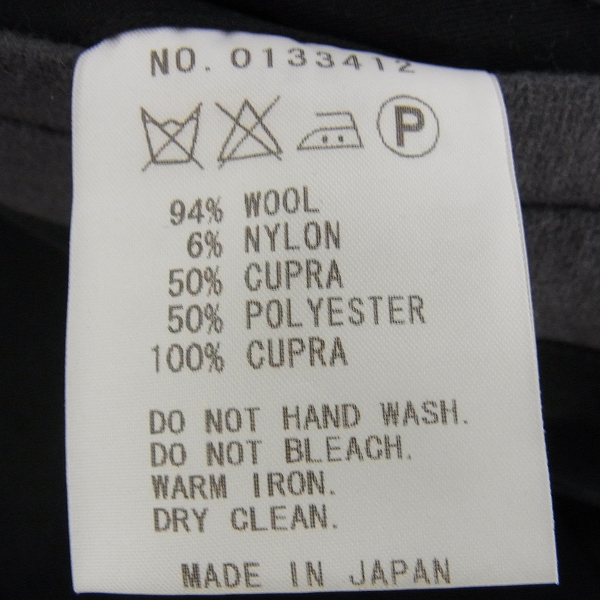 NO. 0133412
P
94% WOOL
6% NYLON
50% CUPRA
50% POLYESTER
100% CUPRA
DO NOT HAND WASH.
DO NOT BLEACH.
WARM IRON.
DRY CLEAN.
MADE IN JAPAN